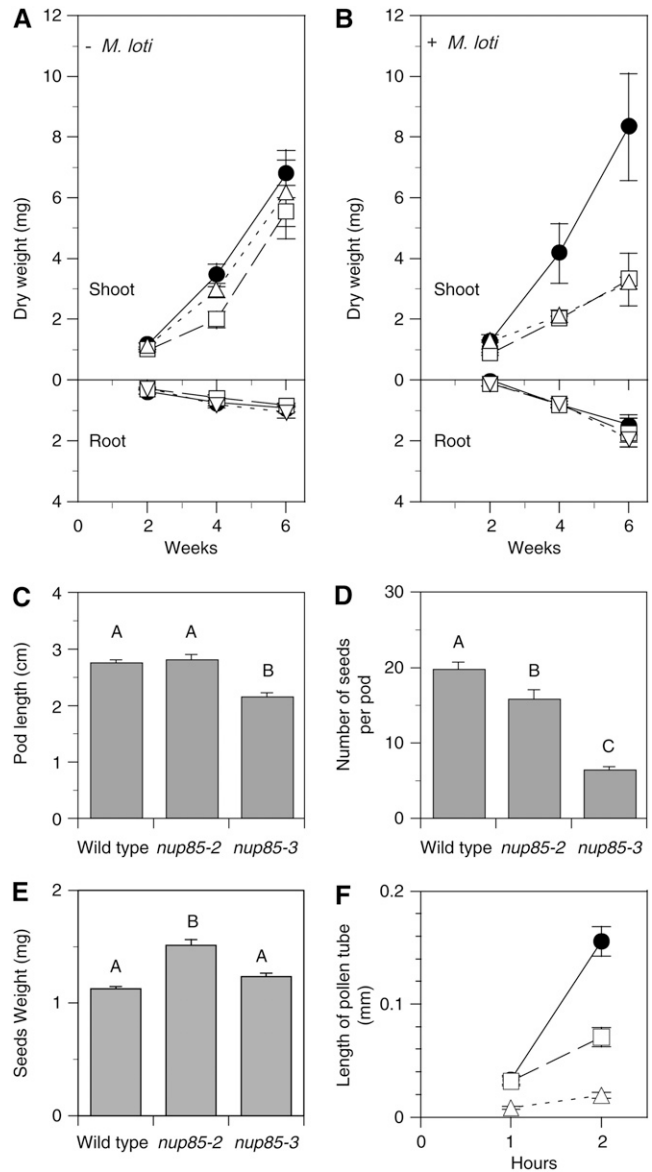 A
- M. loti
12
10
8
6
4
2
0
2
4
Dry weight (mg)
Shoot
Root
0 2 4 6
Weeks
B
+ M. loti
12
10
8
6
4
2
0
2
4
Dry weight (mg)
Shoot
Root
2 4 6
Weeks
C
4
3
2
1
0
Pod length (cm)
A A B
Wild type nup85-2 nup85-3
D
30
20
10
0
Number of seeds
per pod
A B C
Wild type nup85-2 nup85-3
E
2
1
0
Seeds Weight (mg)
A B A
Wild type nup85-2 nup85-3
F
0.2
0.1
0
Length of pollen tube
(mm)
0 1 2
Hours